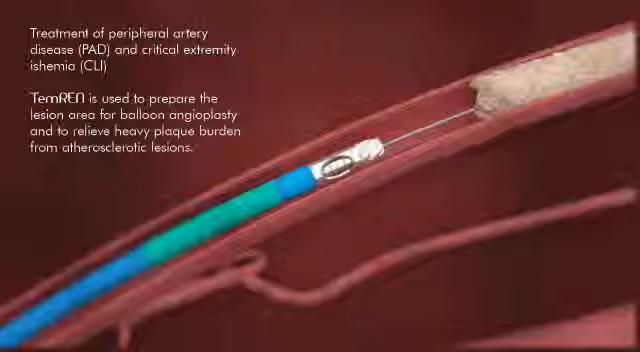 Treatment of peripheral artery
disease (PAD) and critical extremity
ishemia (CLI)
TemREN is used to prepare the
lesion area for balloon angioplasty
and to relieve heavy plaque burden
from atherosclerotic lesions.